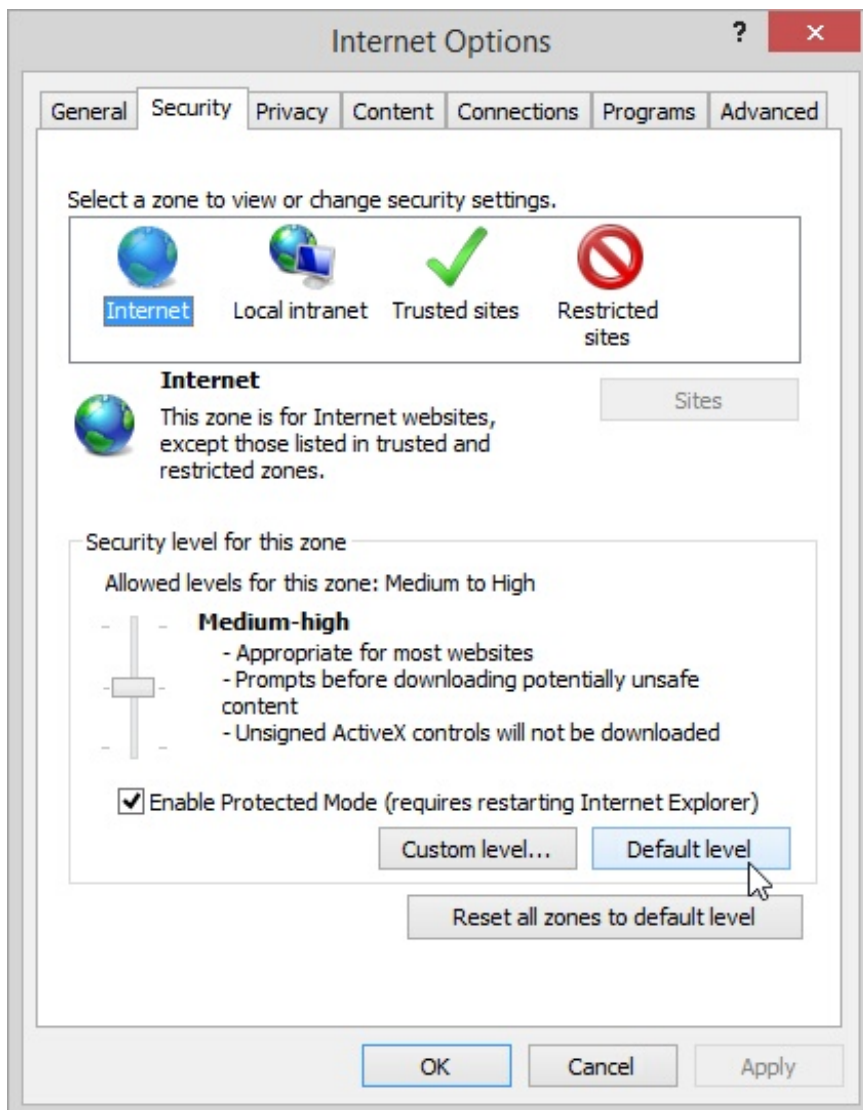 Internet Options
?
General Security Privacy Content Connections Programs Advanced
Select a zone to view or change security settings.
Internet Local intranet Trusted sites Restricted
sites
Internet
Sites
This zone is for Internet websites,
except those listed in trusted and
restricted zones.
Security level for this zone
Allowed levels for this zone: Medium to High
Medium-high
- Appropriate for most websites
- Prompts before downloading potentially unsafe
content
- Unsigned ActiveX controls will not be downloaded
Enable Protected Mode (requires restarting Internet Explorer)
Custom level... Default level
Reset all zones to default level
OK Cancel Apply